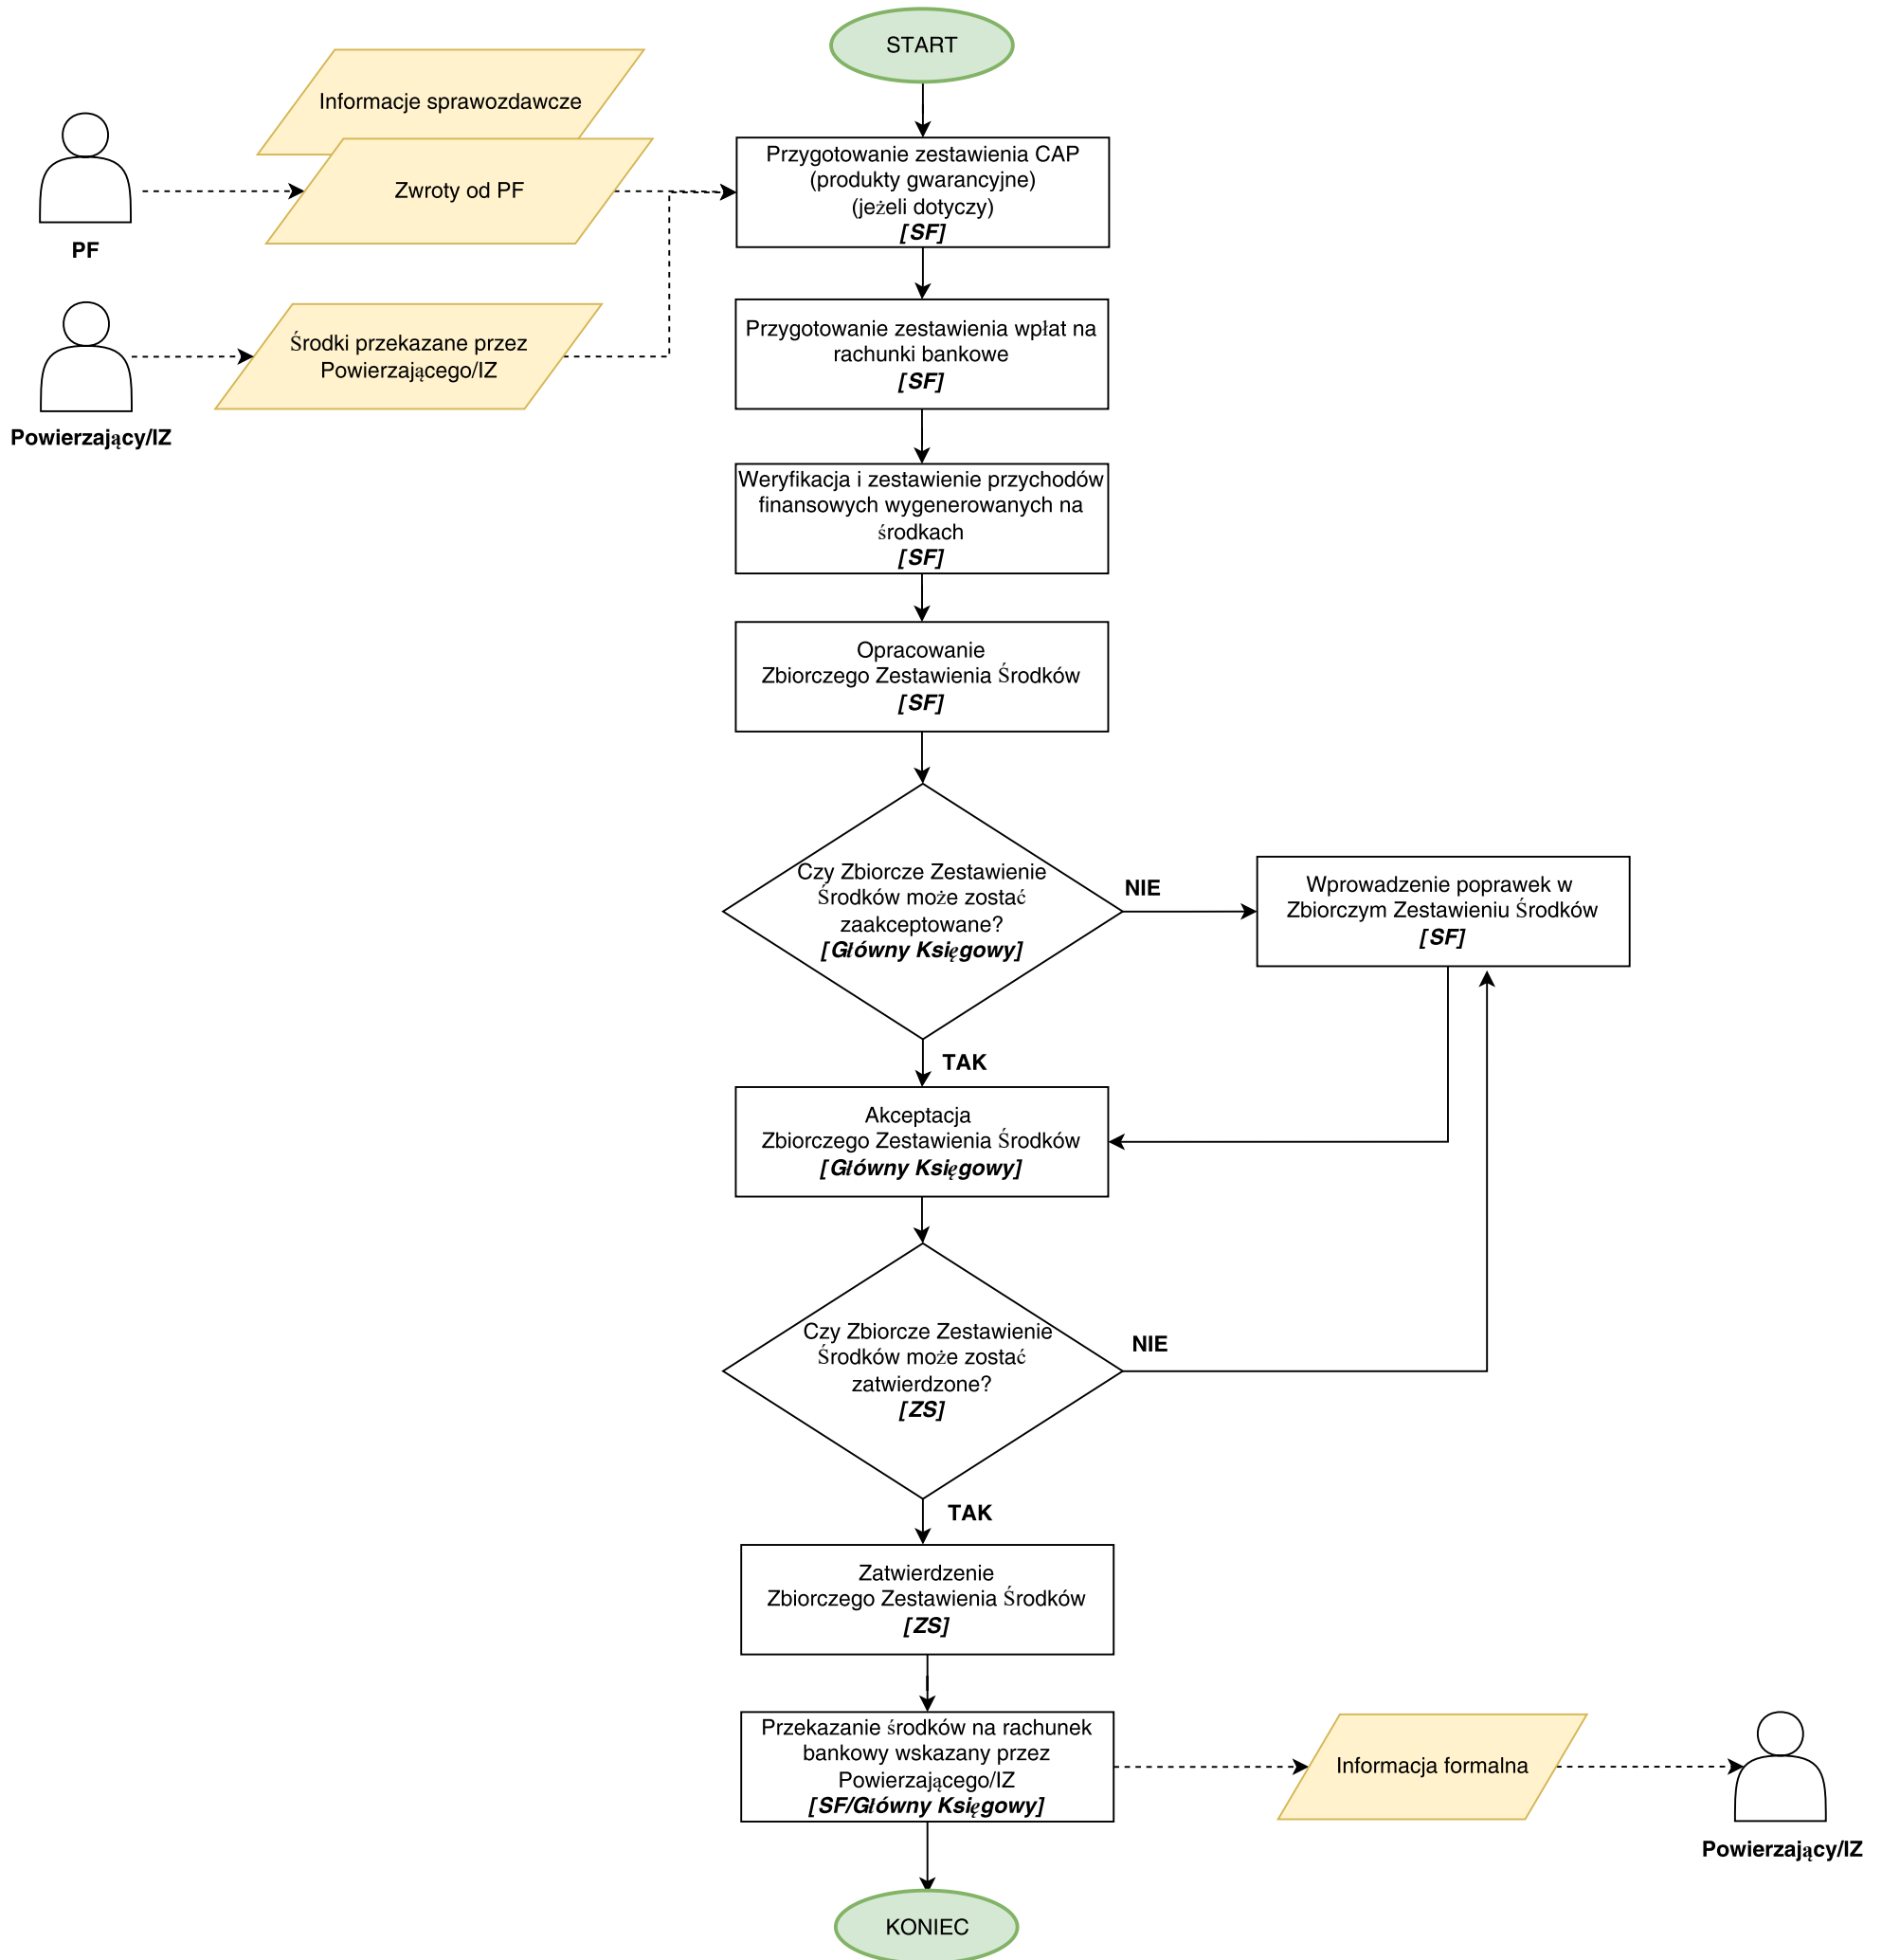 START
Informacje sprawozdawcze
Zwroty od PF
PF
Przygotowanie zestawienia CAP
(produkty gwarancyjne)
(jeżeli dotyczy)
[SF]
Środki przekazane przez
Powierzającego/IZ
Powierzający/IZ
Przygotowanie zestawienia wpłat na
rachunki bankowe
[SF]
Weryfikacja i zestawienie przychodów
finansowych wygenerowanych na
środkach
[SF]
Opracowanie
Zbiorczego Zestawienia Środków
[SF]
Czy Zbiorcze Zestawienie
Środków może zostać
zaakceptowane?
[Główny Księgowy]
NIE
Wprowadzenie poprawek w
Zbiorczym Zestawieniu Środków
[SF]
TAK
Akceptacja
Zbiorczego Zestawienia Środków
[Główny Księgowy]
Czy Zbiorcze Zestawienie
Środków może zostać
zatwierdzone?
[ZS]
NIE
TAK
Zatwierdzenie
Zbiorczego Zestawienia Środków
[ZS]
Przekazanie środków na rachunek
bankowy wskazany przez
Powierzającego/IZ
[SF/Główny Księgowy]
Informacja formalna
Powierzający/IZ
KONIEC